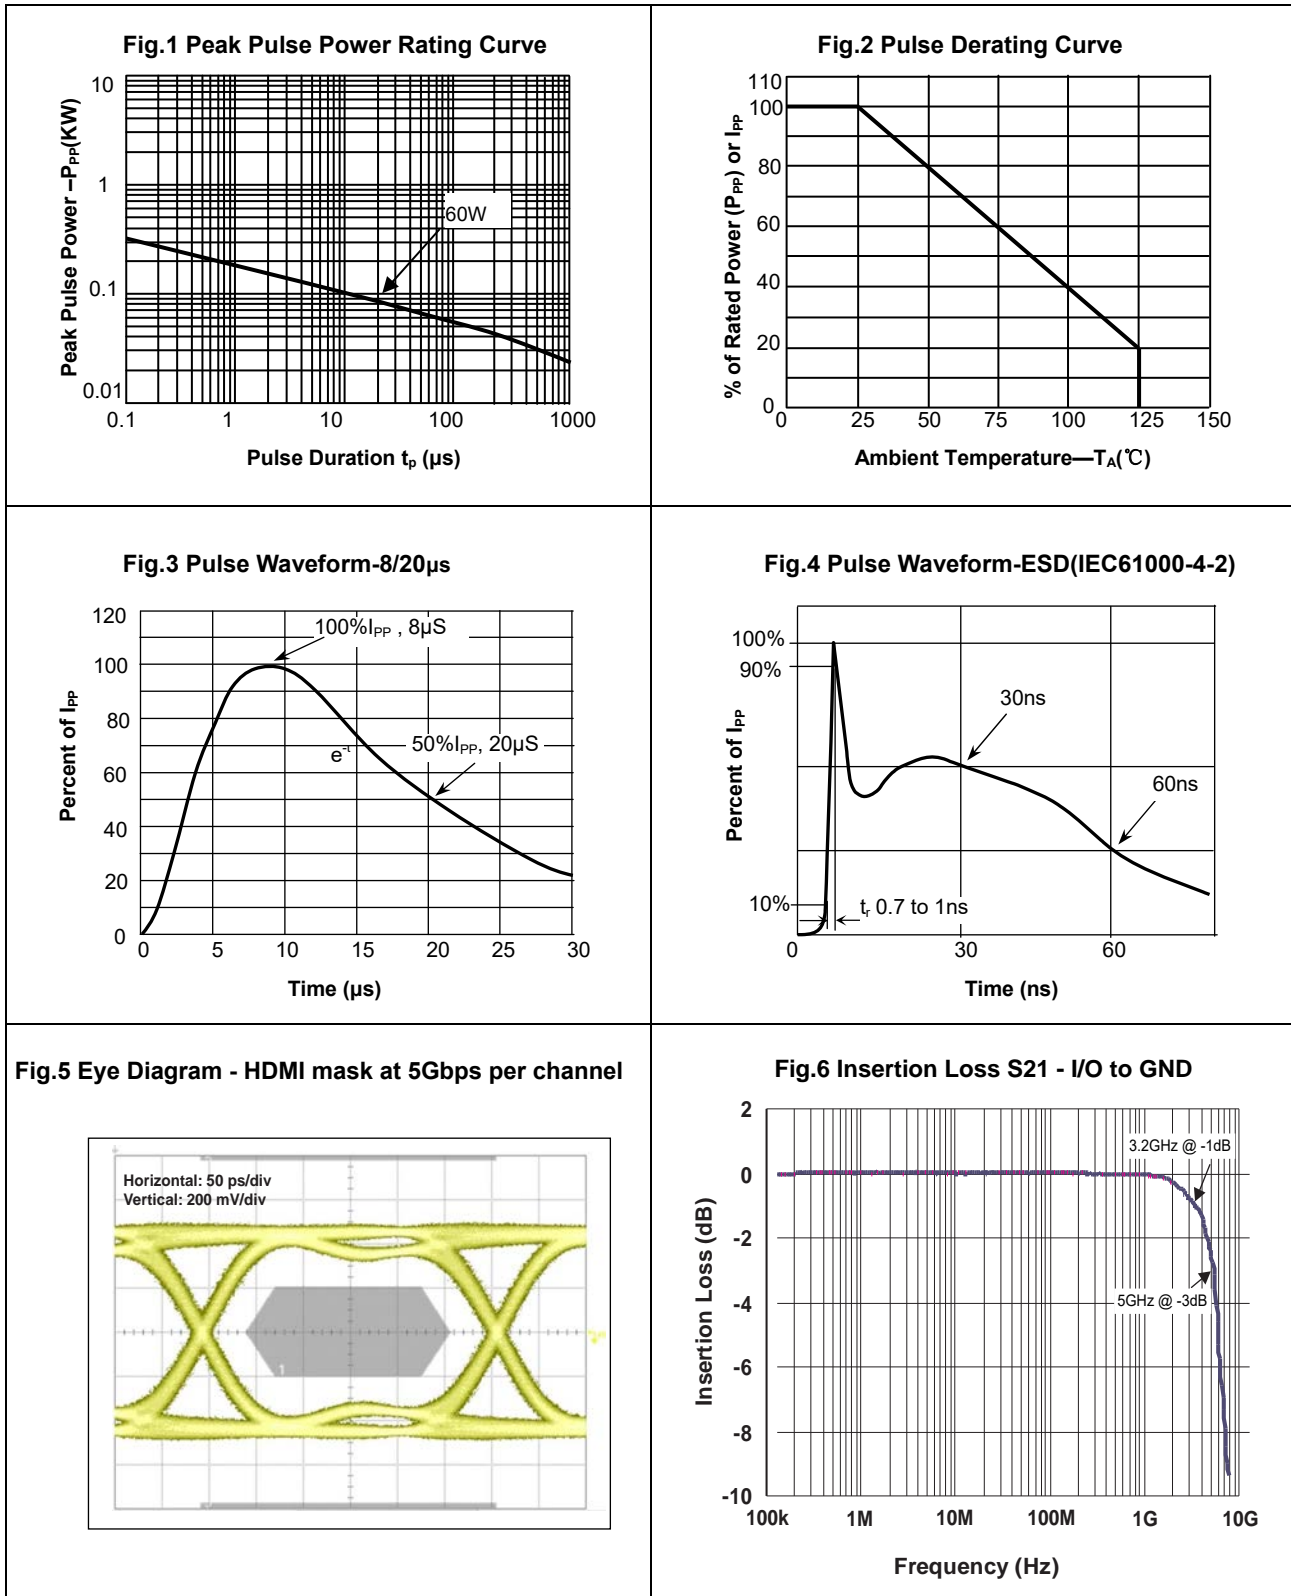 Fig.1 Peak Pulse Power Rating Curve
Peak Pulse Power –PPP(KW)
10
1
0.1
0.01
60W
0.1 1 10 100 1000
Pulse Duration tp (µs)
Fig.2 Pulse Derating Curve
% of Rated Power (PPP) or IPP
110
100
80
60
40
20
0
0 25 50 75 100 125 150
Ambient Temperature—TA(℃)
Fig.3 Pulse Waveform-8/20µs
Percent of IPP
120
100
80
60
40
20
0
100%IPP , 8µS
e-t
50%IPP, 20µS
0 5 10 15 20 25 30
Time (µs)
Fig.4 Pulse Waveform-ESD(IEC61000-4-2)
Percent of IPP
100%
90%
10%
30ns
60ns
tr 0.7 to 1ns
0 30 60
Time (ns)
Fig.5 Eye Diagram - HDMI mask at 5Gbps per channel
Horizontal: 50 ps/div
Vertical: 200 mV/div
1
Fig.6 Insertion Loss S21 - I/O to GND
Insertion Loss (dB)
2
0
-2
-4
-6
-8
-10
3.2GHz @ -1dB
5GHz @ -3dB
100k 1M 10M 100M 1G 10G
Frequency (Hz)